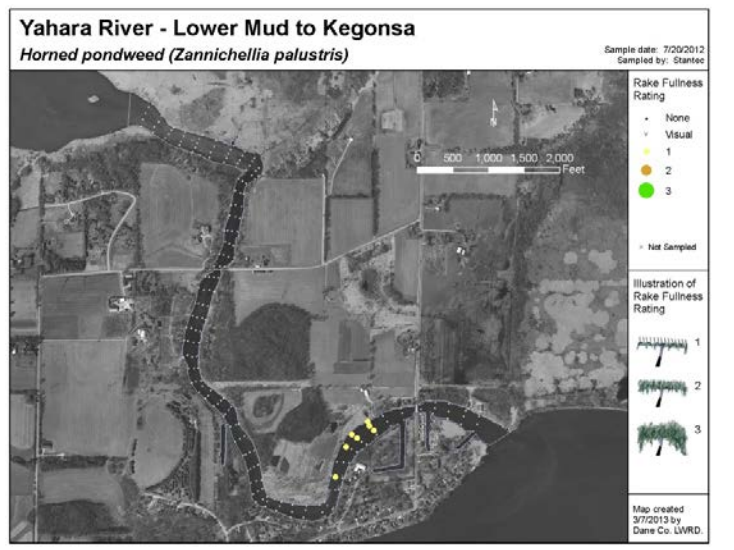 Yahara River - Lower Mud to Kegonsa
Horned pondweed (Zannichellia palustris)
Sample date: 7/20/2012
Sampled by: Stantec
Rake Fullness
Rating
None
Visual
1
2
3
Not Sampled
0 500 1,000 1,500 2,000
Feet
Illustration of
Rake Fullness
Rating
1
2
3
Map created
3/7/2013 by
Dane Co. LWRD.